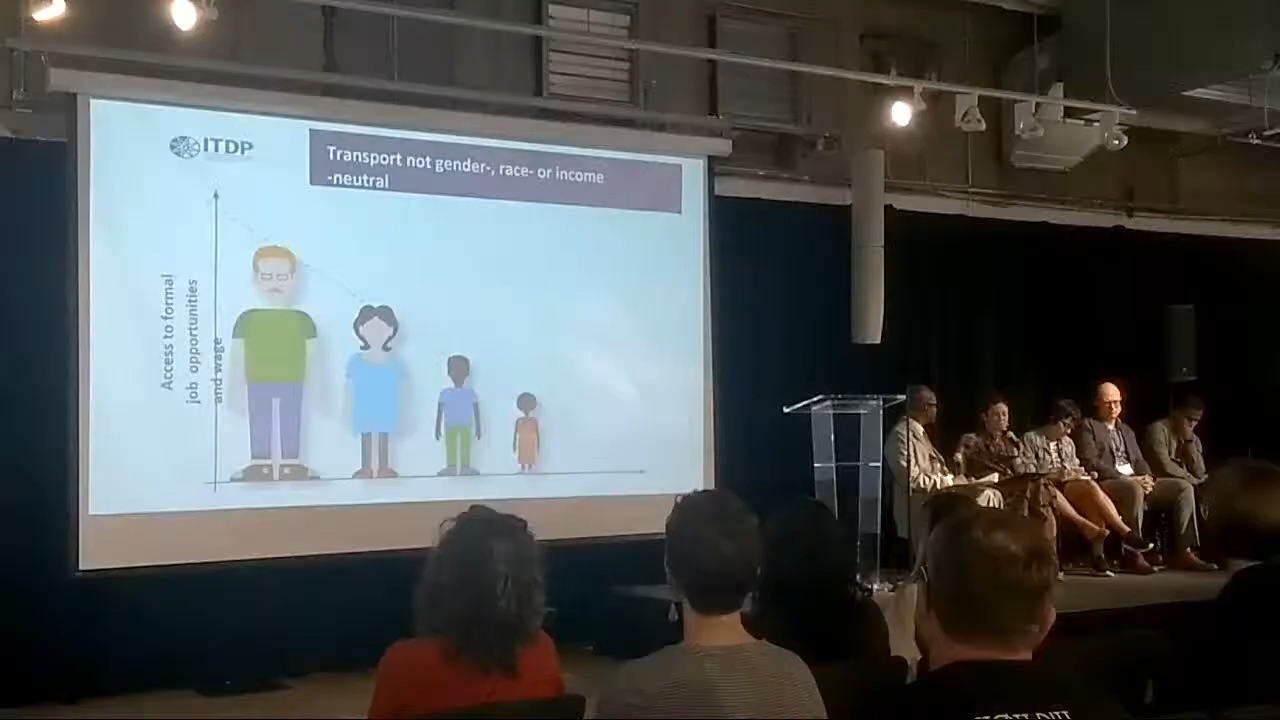 ITDP
Transport not gender-, race- or income
-neutral
Access to formal
job opportunities
and wage